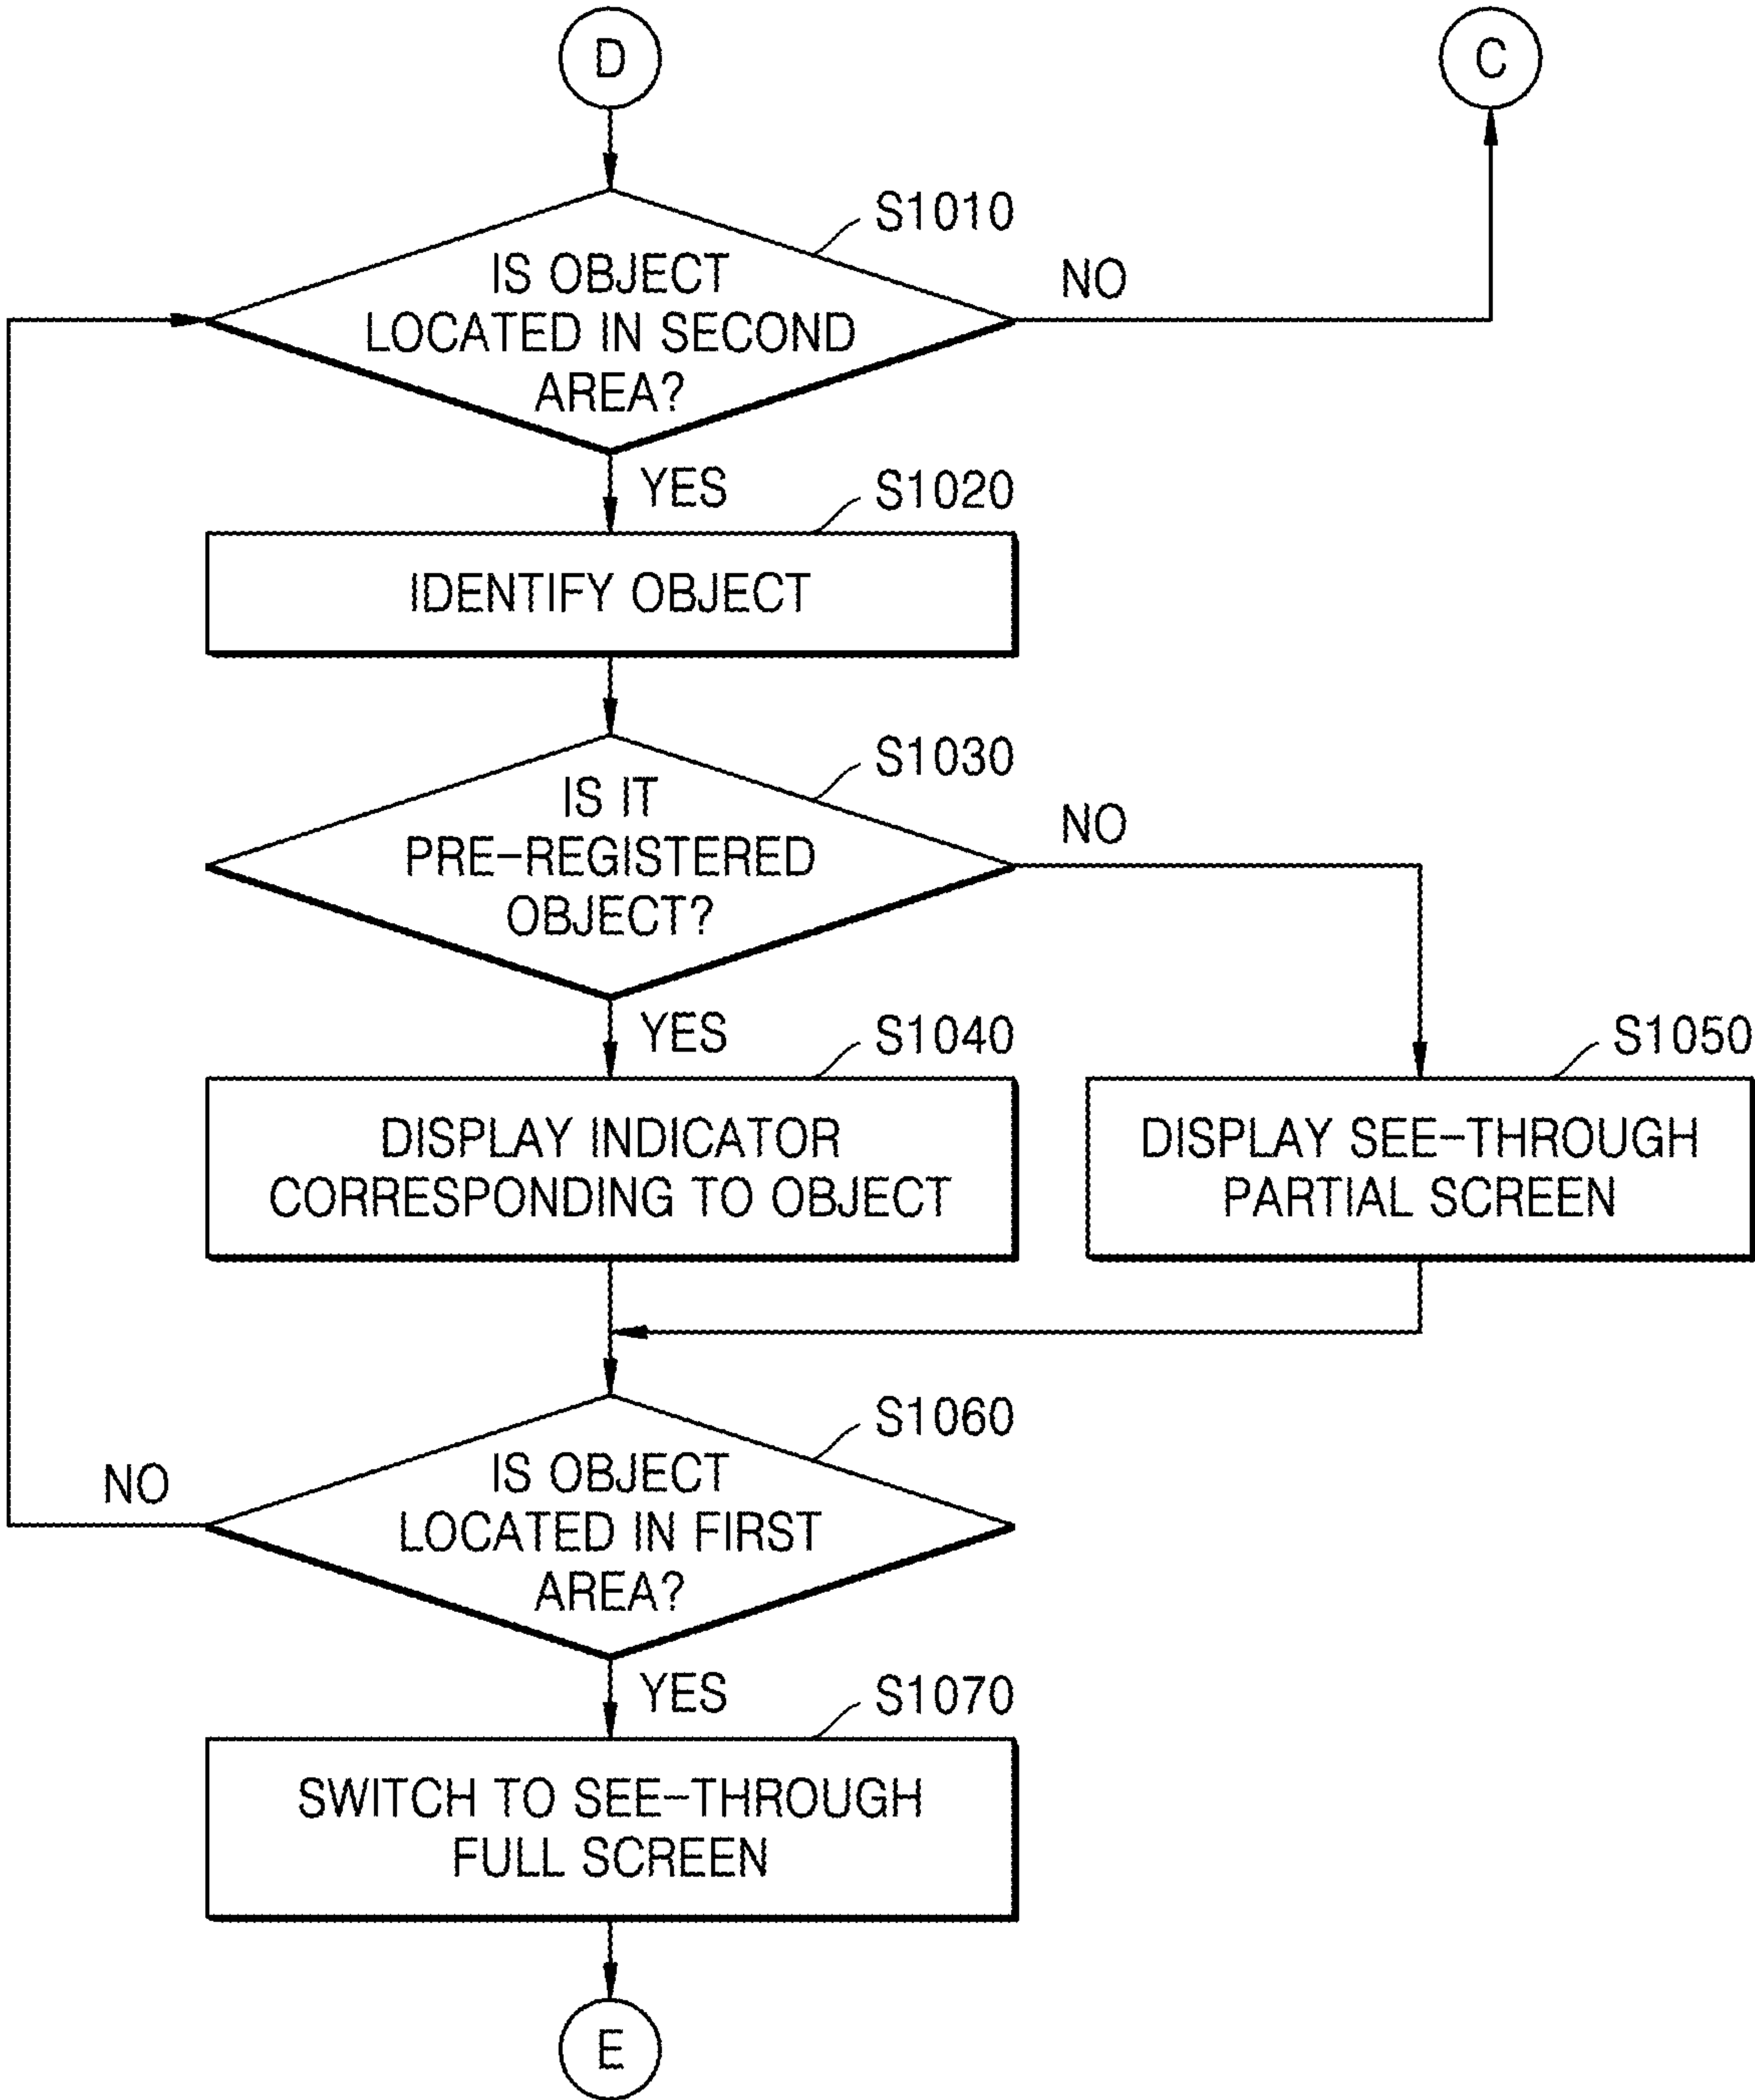 D
C
S1010
IS OBJECT
LOCATED IN SECOND
AREA?
NO
YES
S1020
IDENTIFY OBJECT
S1030
IS IT
PRE-REGISTERED
OBJECT?
NO
YES
S1040
S1050
DISPLAY INDICATOR
CORRESPONDING TO OBJECT
DISPLAY SEE-THROUGH
PARTIAL SCREEN
S1060
IS OBJECT
LOCATED IN FIRST
AREA?
NO
YES
S1070
SWITCH TO SEE-THROUGH
FULL SCREEN
E